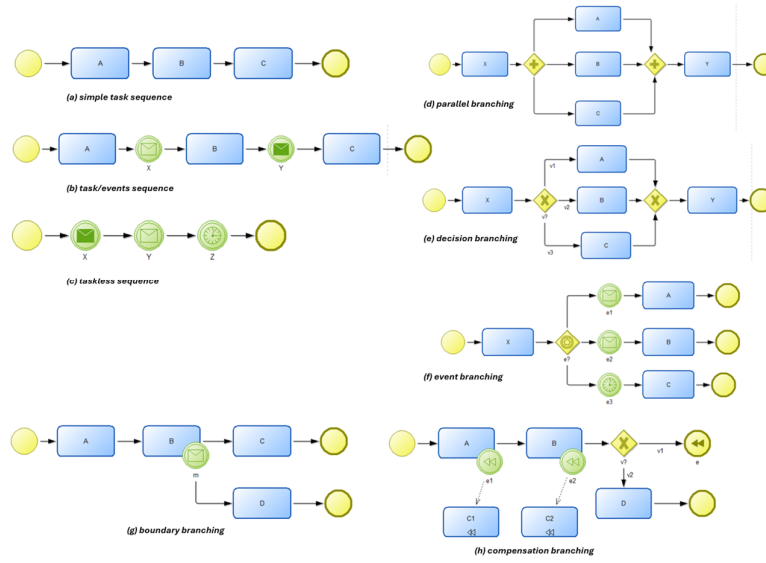 A B C
(a) simple task sequence
A B C
X Y
(b) task/events sequence
X Y Z
(c) taskless sequence
A
X B Y
C
(d) parallel branching
v1 A
X v? v2 B Y
v3 C
(e) decision branching
e1 A
X e? e2 B
e3 C
(f) event branching
A B C
m
D
(g) boundary branching
A B v? v1 e
e1 e2 v2
C1 C2 D
(h) compensation branching